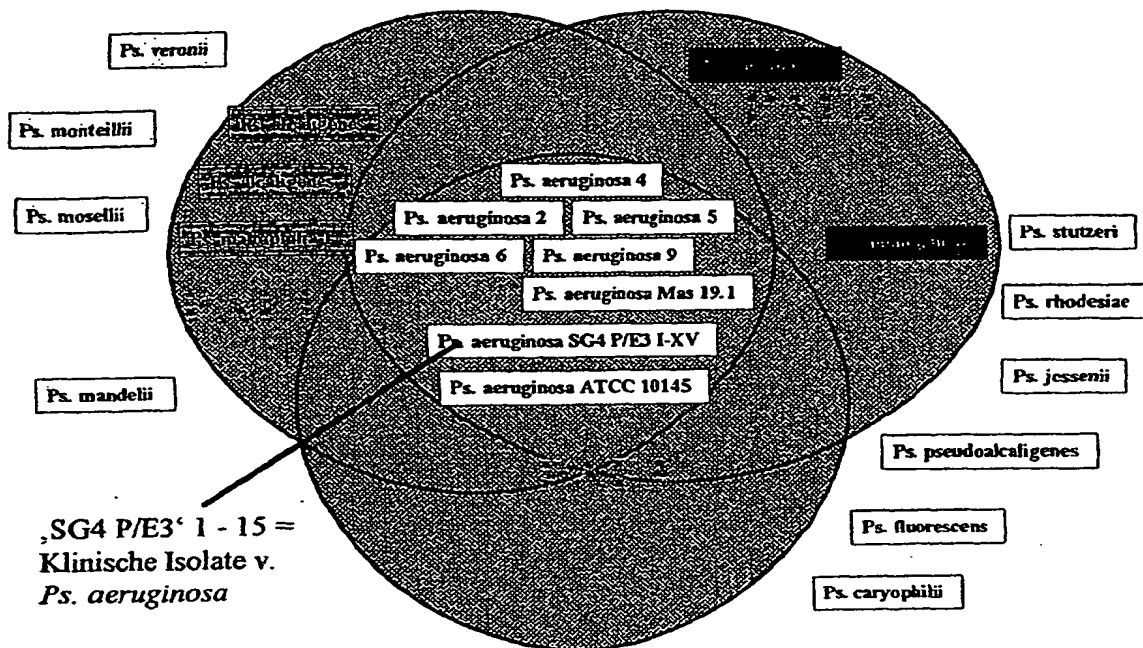 Ps. veronii
Ps. monteillii
Ps. mosellii
Ps. mandelii
Ps. aeruginosa 4
Ps. aeruginosa 2
Ps. aeruginosa 5
Ps. aeruginosa 6
Ps. aeruginosa 9
Ps. aeruginosa Mas 19.1
Ps. aeruginosa SG4 P/E3 I-XV
Ps. aeruginosa ATCC 10145
Ps. stutzeri
Ps. rhodesiae
Ps. jessenii
Ps. pseudoalcaligenes
Ps. fluorescens
Ps. caryophilii
‚SG4 P/E3‘ 1 - 15 =
Klinische Isolate v.
Ps. aeruginosa